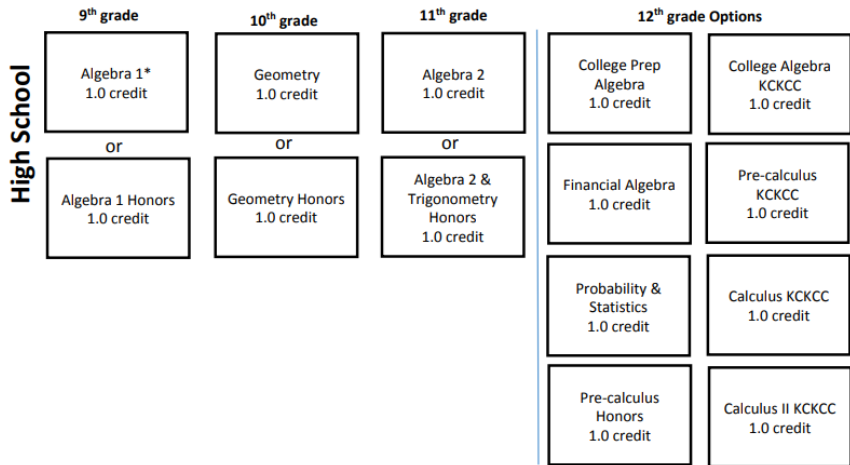 9th grade
10th grade
11th grade
12th grade Options
High School
Algebra 1*
1.0 credit
or
Algebra 1 Honors
1.0 credit
Geometry
1.0 credit
or
Geometry Honors
1.0 credit
Algebra 2
1.0 credit
or
Algebra 2 &
Trigonometry
Honors
1.0 credit
College Prep
Algebra
1.0 credit
College Algebra
KCKCC
1.0 credit
Financial Algebra
1.0 credit
Pre-calculus
KCKCC
1.0 credit
Probability &
Statistics
1.0 credit
Calculus KCKCC
1.0 credit
Pre-calculus
Honors
1.0 credit
Calculus II KCKCC
1.0 credit